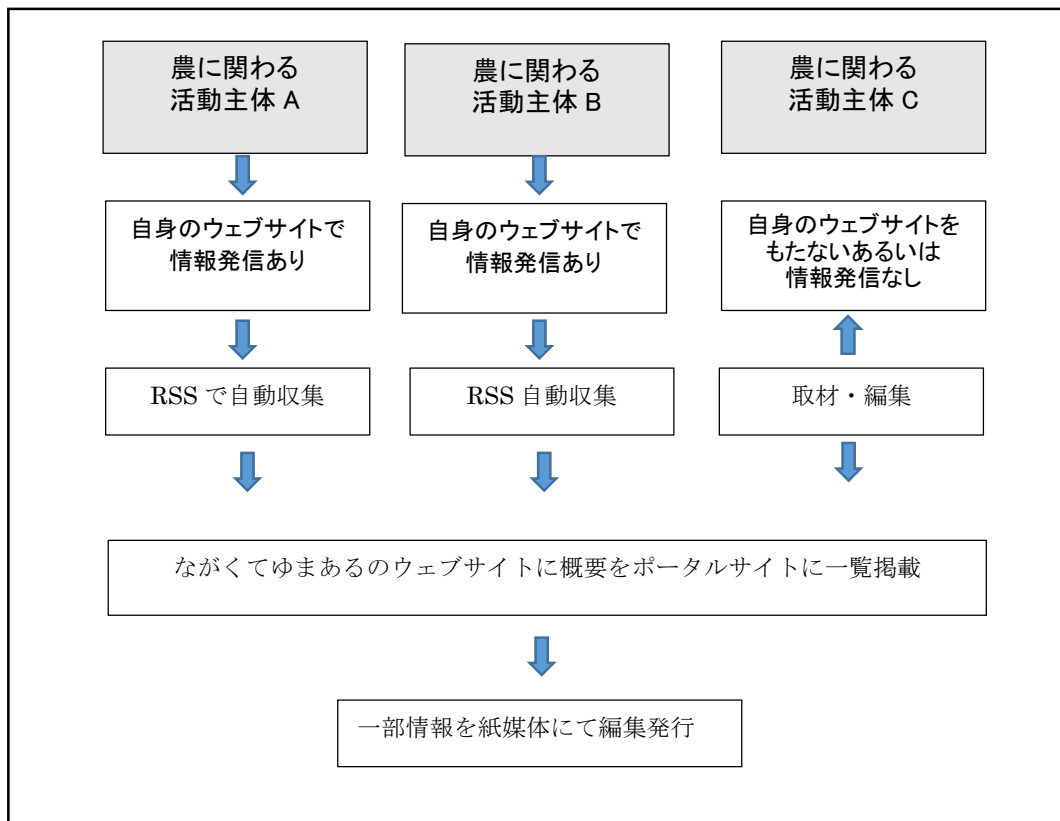 農に関わる
活動主体 A
農に関わる
活動主体 B
農に関わる
活動主体 C
自身のウェブサイトで
情報発信あり
自身のウェブサイトで
情報発信あり
自身のウェブサイトを
もたないあるいは
情報発信なし
RSS で自動収集
RSS 自動収集
取材・編集
ながくてゆまあるのウェブサイトに概要をポータルサイトに一覧掲載
一部情報を紙媒体にて編集発行